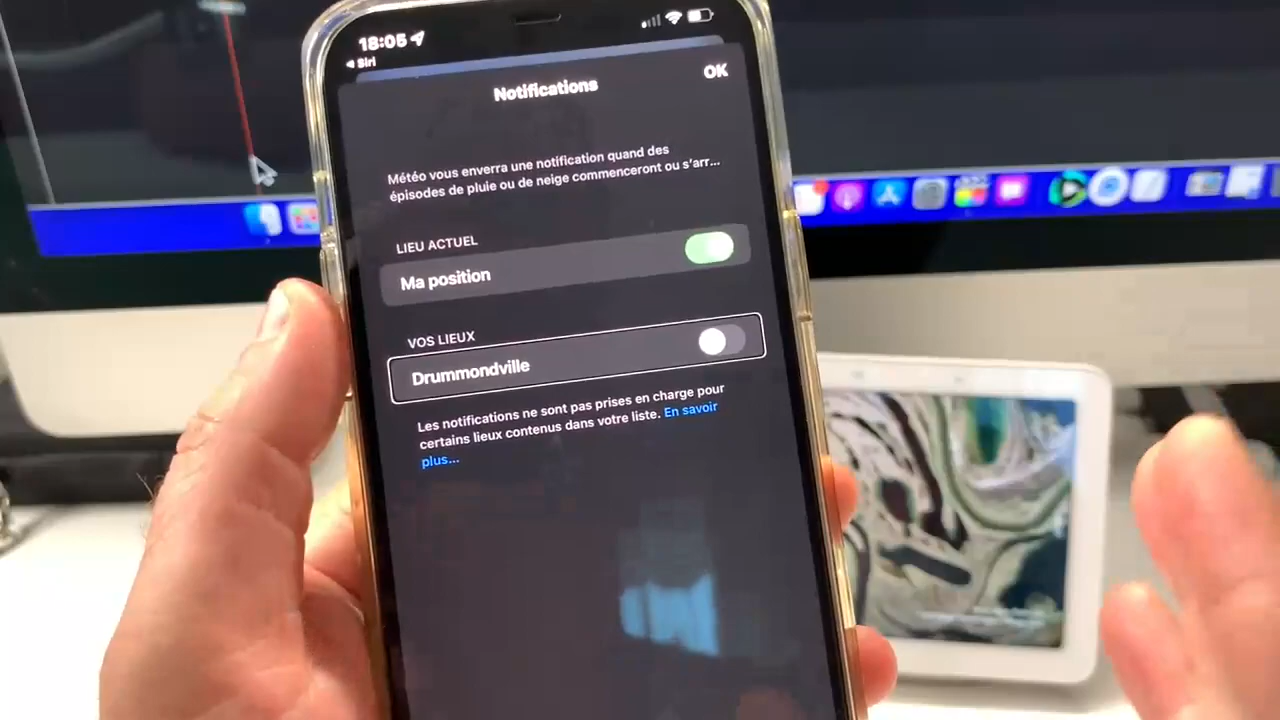 18:05
Siri
Notifications
OK
Météo vous enverra une notification quand des
épisodes de pluie ou de neige commenceront ou s'arr...
LIEU ACTUEL
Ma position
VOS LIEUX
Drummondville
Les notifications ne sont pas prises en charge pour
certains lieux contenus dans votre liste. En savoir
plus...